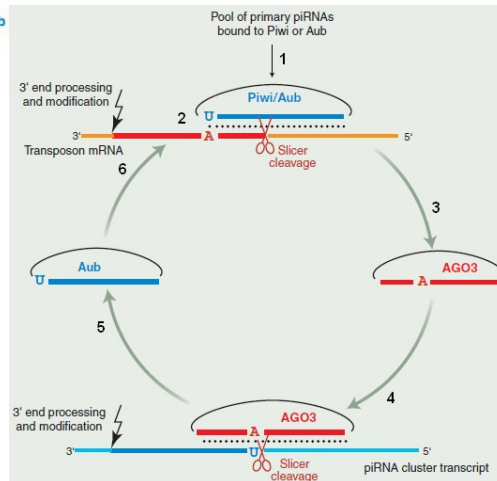 b
Pool of primary piRNAs
bound to Piwi or Aub
1
3' end processing
and modification
Piwi/Aub
2
U
A
3'
5'
Transposon mRNA
Slicer
cleavage
6
3
Aub
U
AGO3
A
5
4
3' end processing
and modification
AGO3
A
3'
U
5'
Slicer
cleavage
piRNA cluster transcript